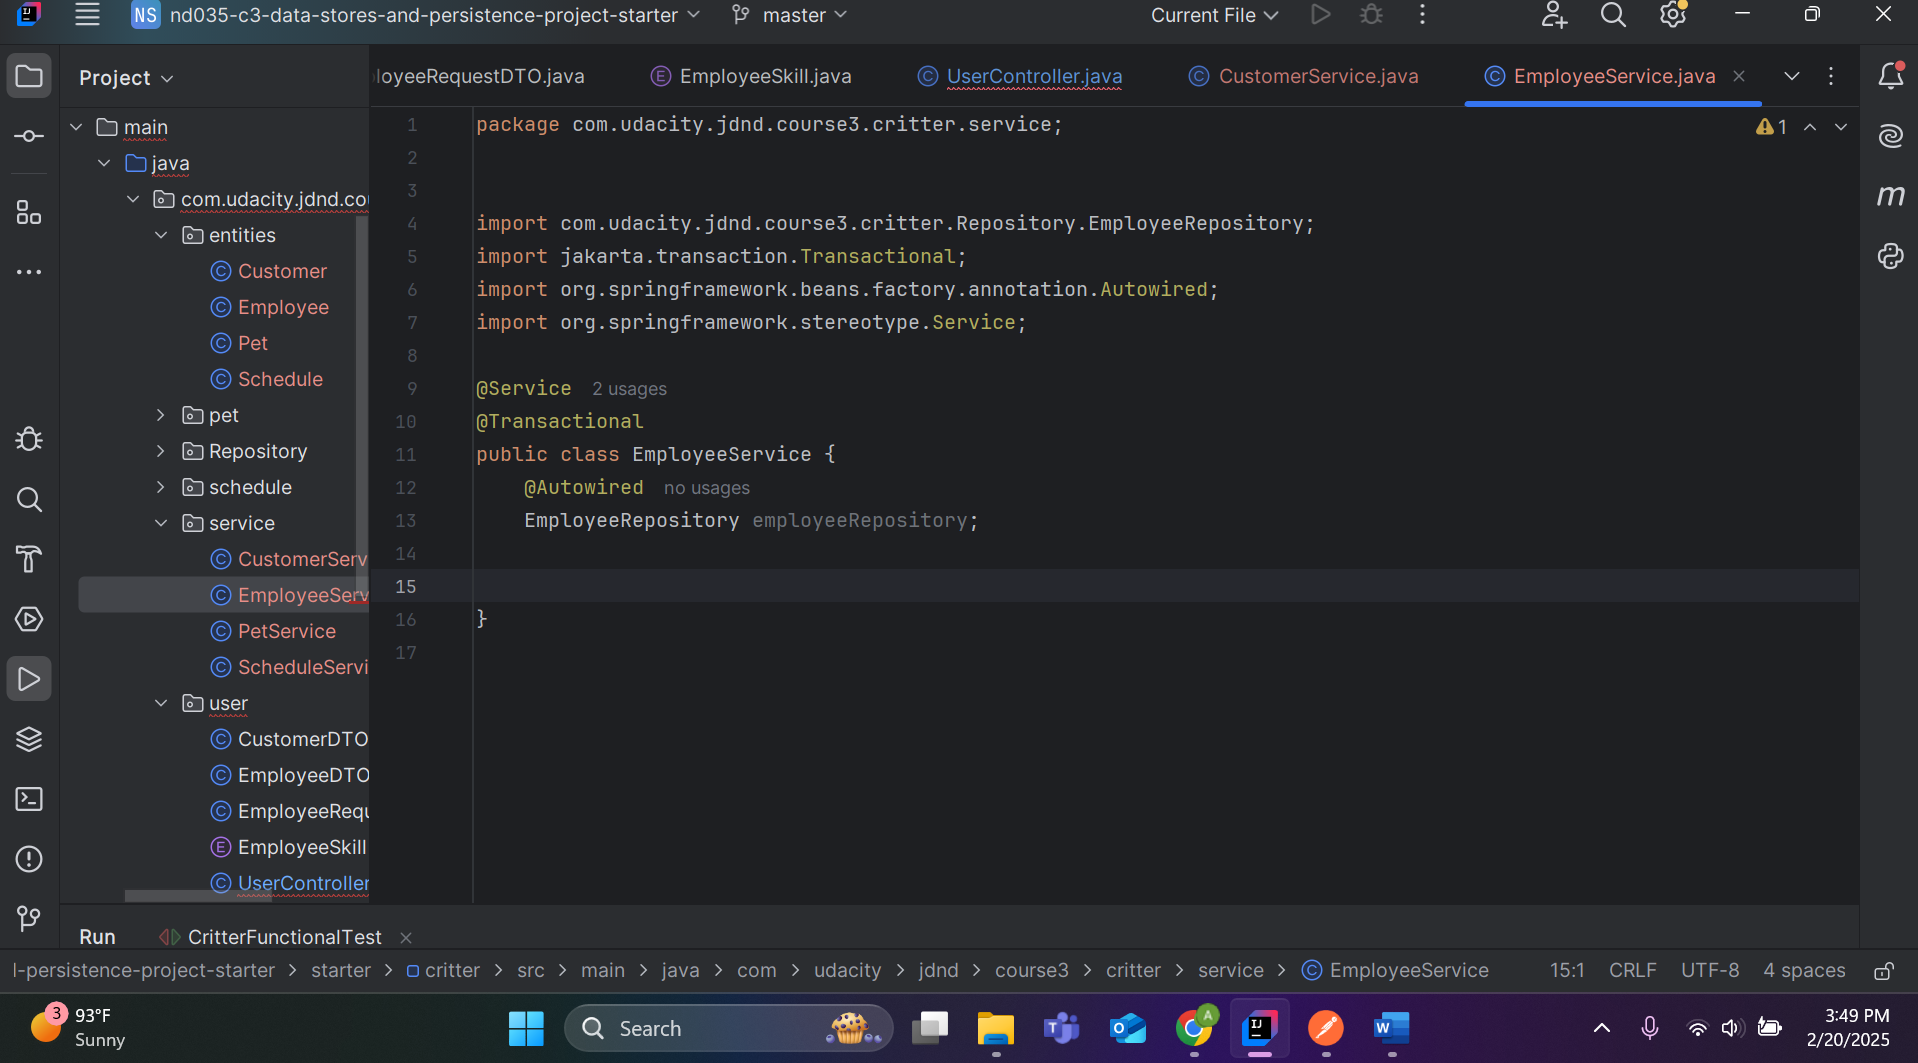 NS nd035-c3-data-stores-and-persistence-project-starter master Current File
Project
loyeeRequestDTO.java EmployeeSkill.java UserController.java CustomerService.java EmployeeService.java
main
java
com.udacity.jdnd.co
entities
Customer
Employee
Pet
Schedule
pet
Repository
schedule
service
CustomerServ
EmployeeServ
PetService
ScheduleServi
user
CustomerDTO
EmployeeDTO
EmployeeRequ
EmployeeSkill
UserController
1 package com.udacity.jdnd.course3.critter.service;
1
2
3
4 import com.udacity.jdnd.course3.critter.Repository.EmployeeRepository;
5 import jakarta.transaction.Transactional;
6 import org.springframework.beans.factory.annotation.Autowired;
7 import org.springframework.stereotype.Service;
8
9 @Service 2 usages
10 @Transactional
11 public class EmployeeService {
12 @Autowired no usages
13 EmployeeRepository employeeRepository;
14
15
16 }
17
m
Run CritterFunctionalTest
l-persistence-project-starter > starter > critter > src > main > java > com > udacity > jdnd > course3 > critter > service > EmployeeService 15:1 CRLF UTF-8 4 spaces
3 93°F
Sunny
Search
3:49 PM
2/20/2025